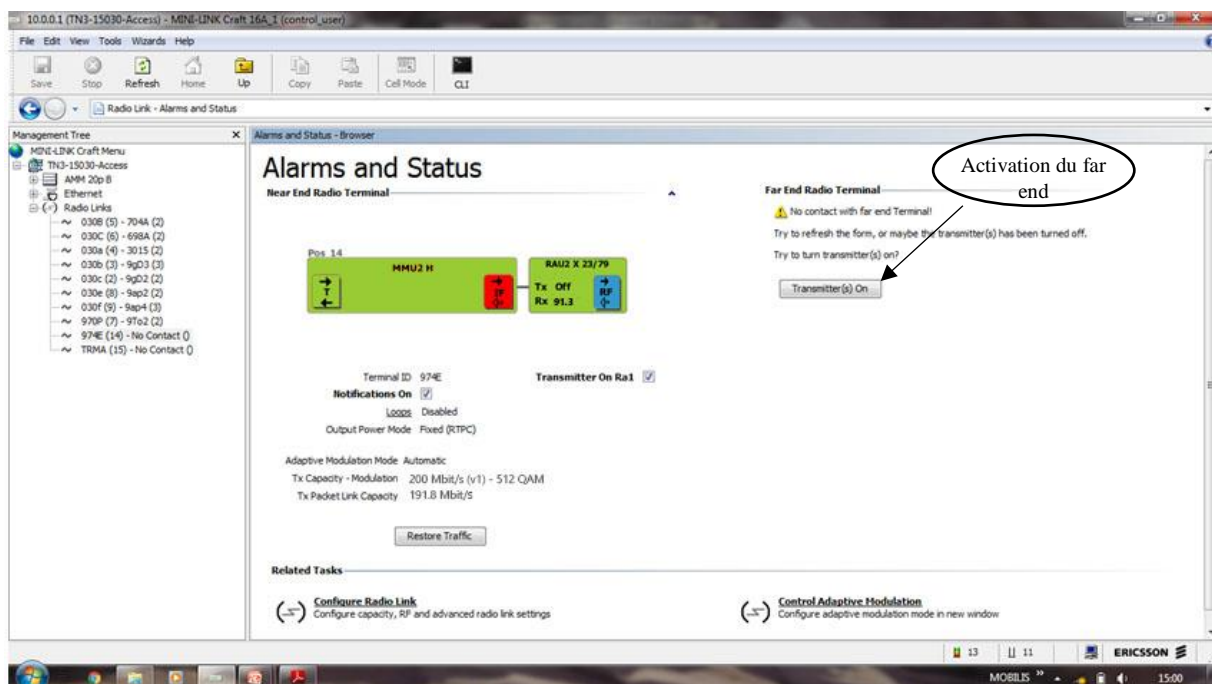 10.0.0.1 (TN3-15030-Access) - MINI-LINK Craft 16A_1 (control_user)
File Edit View Tools Wizards Help
Save Stop Refresh Home Up Copy Paste Cell Mode CLI
Radio Link - Alarms and Status
Management Tree X
Alarms and Status - Browser
MINI-LINK Craft Menu
TN3-15030-Access
AMM 20p B
Ethernet
Radio Links
030B (5) - 704A (2)
030C (6) - 698A (2)
030a (4) - 3015 (2)
030b (3) - 9gD3 (3)
030c (2) - 9gD2 (2)
030e (8) - 9ap2 (2)
030f (9) - 9ap4 (3)
970P (7) - 9To2 (2)
974E (14) - No Contact ()
TRMA (15) - No Contact ()
Alarms and Status
Near End Radio Terminal
Pos 14
MMU2 H
T
IF
RAU2 X 23/79
Tx Off
Rx 91.3
RF
Terminal ID 974E
Transmitter On Ra1
Notifications On
Loops Disabled
Output Power Mode Fixed (RTPC)
Adaptive Modulation Mode Automatic
Tx Capacity - Modulation 200 Mbit/s (v1) - 512 QAM
Tx Packet Link Capacity 191.8 Mbit/s
Restore Traffic
Activation du far
end
Far End Radio Terminal
No contact with far end Terminal!
Try to refresh the form, or maybe the transmitter(s) has been turned off.
Try to turn transmitter(s) on?
Transmitter(s) On
Related Tasks
Configure Radio Link
Configure capacity, RF and advanced radio link settings
Control Adaptive Modulation
Configure adaptive modulation mode in new window
13 11 ERICSSON
MOBILIS 15:00